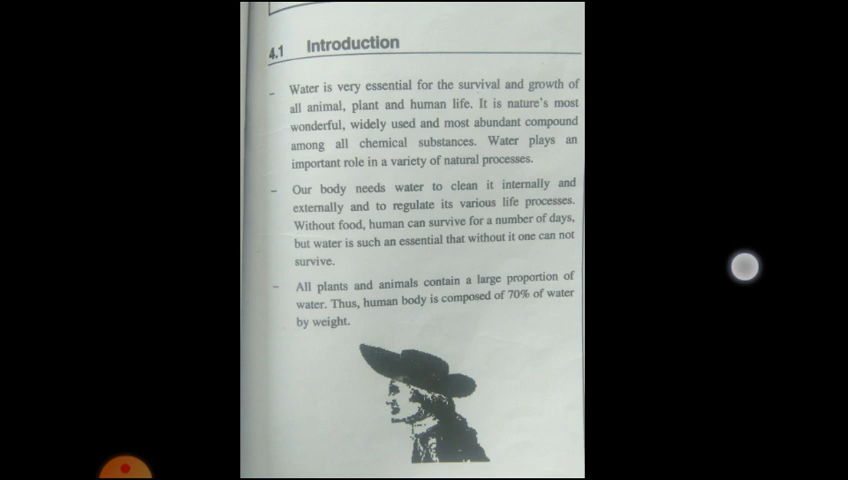 4.1 Introduction
- Water is very essential for the survival and growth of
all animal, plant and human life. It is nature's most
wonderful, widely used and most abundant compound
among all chemical substances. Water plays an
important role in a variety of natural processes.
- Our body needs water to clean it internally and
externally and to regulate its various life processes.
Without food, human can survive for a number of days,
but water is such an essential that without it one can not
survive.
- All plants and animals contain a large proportion of
water. Thus, human body is composed of 70% of water
by weight.